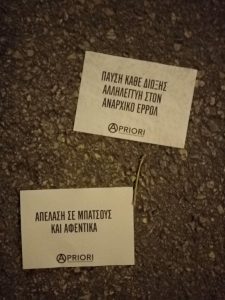 ΠΑΥΣΗ ΚΑΘΕ ΔΙΩΞΗΣ
ΑΛΛΗΛΕΓΓΥΗ ΣΤΟΝ
ΑΝΑΡΧΙΚΟ ΕΡΡΟΛ
APRIORI
ΑΠΕΛΑΣΗ ΣΕ ΜΠΑΤΣΟΥΣ
ΚΑΙ ΑΦΕΝΤΙΚΑ
APRIORI